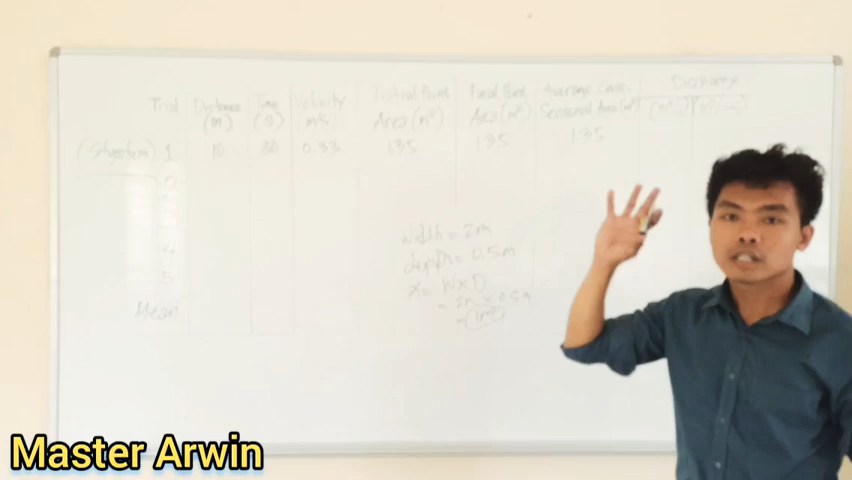 Trial Distance Time Velocity Initial Point Final Point Average Cross Discharge
(m) (s) m/s Area (m²) Area (m²) Sectional Area (m²)
1 10 30 0.33 1.35 1.35 1.35
2
4
5
Mean
width = 2m
depth = 0.5m
= W x D
= 2m x 0.5m
= 1m²
Master Arwin